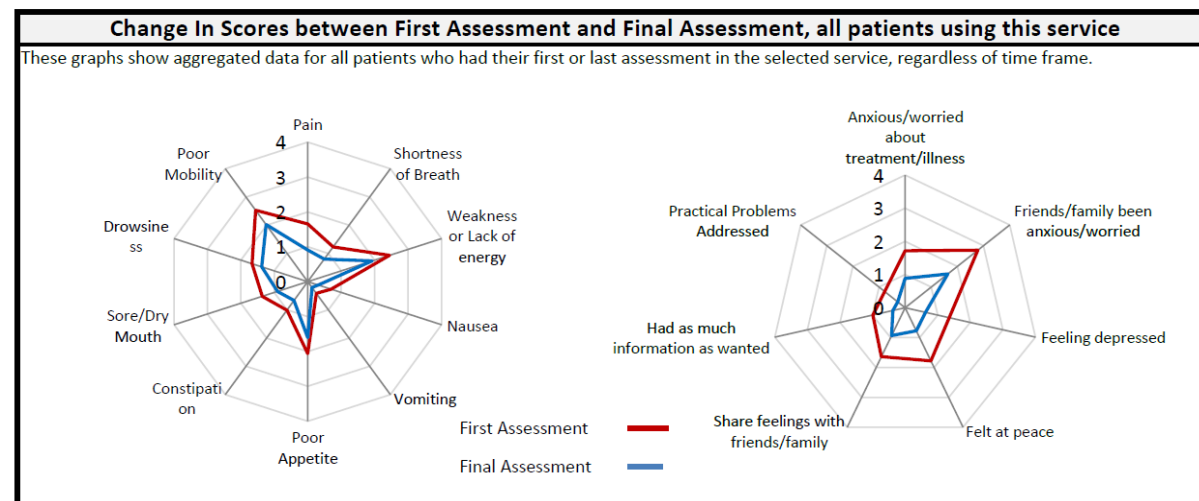 Change In Scores between First Assessment and Final Assessment, all patients using this service
These graphs show aggregated data for all patients who had their first or last assessment in the selected service, regardless of time frame.
Pain
Shortness
of Breath
Weakness
or Lack of
energy
Nausea
Vomiting
Poor
Appetite
Constipati
on
Sore/Dry
Mouth
Drowsine
ss
Poor
Mobility
4
3
2
1
0
First Assessment
Final Assessment
Anxious/worried
about
treatment/illness
Friends/family been
anxious/worried
Feeling depressed
Felt at peace
Share feelings with
friends/family
Had as much
information as wanted
Practical Problems
Addressed
4
3
2
1
0